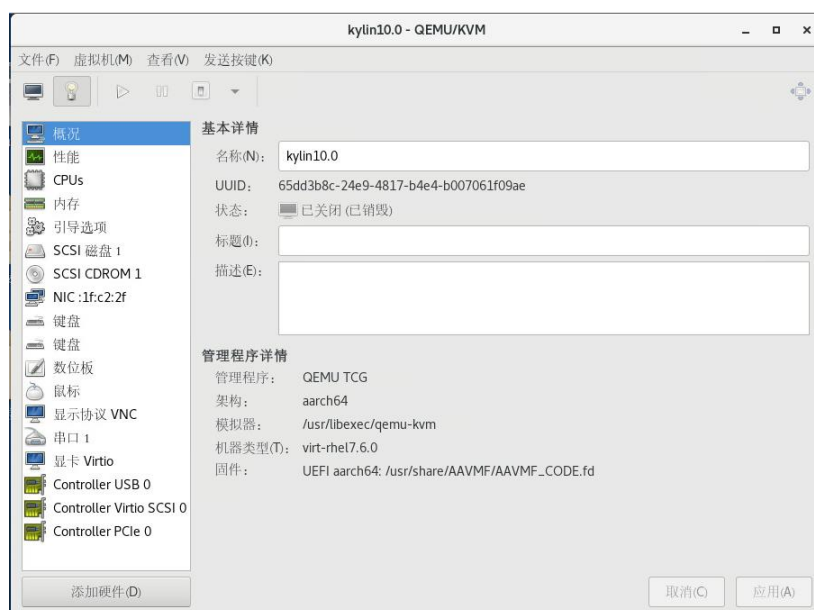 kylin10.0 - QEMU/KVM
文件(F) 虚拟机(M) 查看(V) 发送按键(K)
概况
性能
CPUs
内存
引导选项
SCSI 磁盘 1
SCSI CDROM 1
NIC :1f:c2:2f
键盘
键盘
数位板
鼠标
显示协议 VNC
串口 1
显卡 Virtio
Controller USB 0
Controller Virtio SCSI 0
Controller PCIe 0
添加硬件(D)
基本详情
名称(N): kylin10.0
UUID: 65dd3b8c-24e9-4817-b4e4-b007061f09ae
状态: 已关闭 (已销毁)
标题(I):
描述(E):
管理程序详情
管理程序: QEMU TCG
架构: aarch64
模拟器: /usr/libexec/qemu-kvm
机器类型(T): virt-rhel7.6.0
固件: UEFI aarch64: /usr/share/AAVMF/AAVMF_CODE.fd
取消(C) 应用(A)